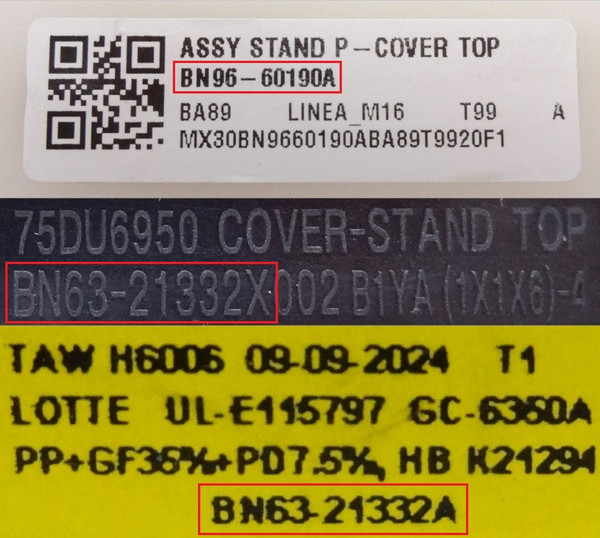 ASSY STAND P-COVER TOP
BN96-60190A
BA89 LINEA_M16 T99 A
MX30BN9660190ABA89T9920F1
75DU6950 COVER-STAND TOP
BN63-21332X002 B1YA (1X1X6)-4
TAW H6006 09-09-2024 T1
LOTTE UL-E115797 GC-6350A
PP+GF35%+PD7.5%, HB K21294
BN63-21332A